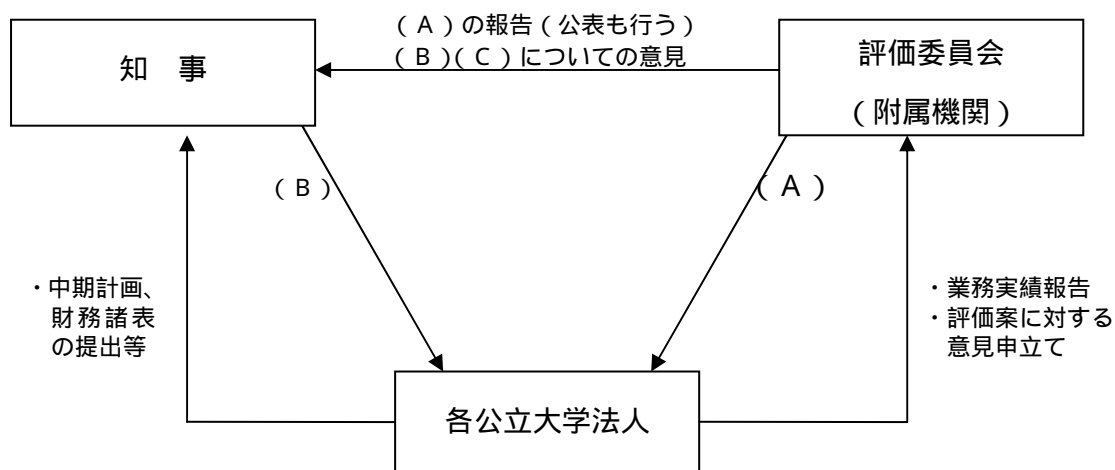 （Ａ）の報告（公表も行う）
（Ｂ）（Ｃ）についての意見
知　事
評価委員会
（附属機関）
（Ｂ）
（Ａ）
・中期計画、
財務諸表
の提出等
・業務実績報告
・評価案に対する
意見申立て
各公立大学法人